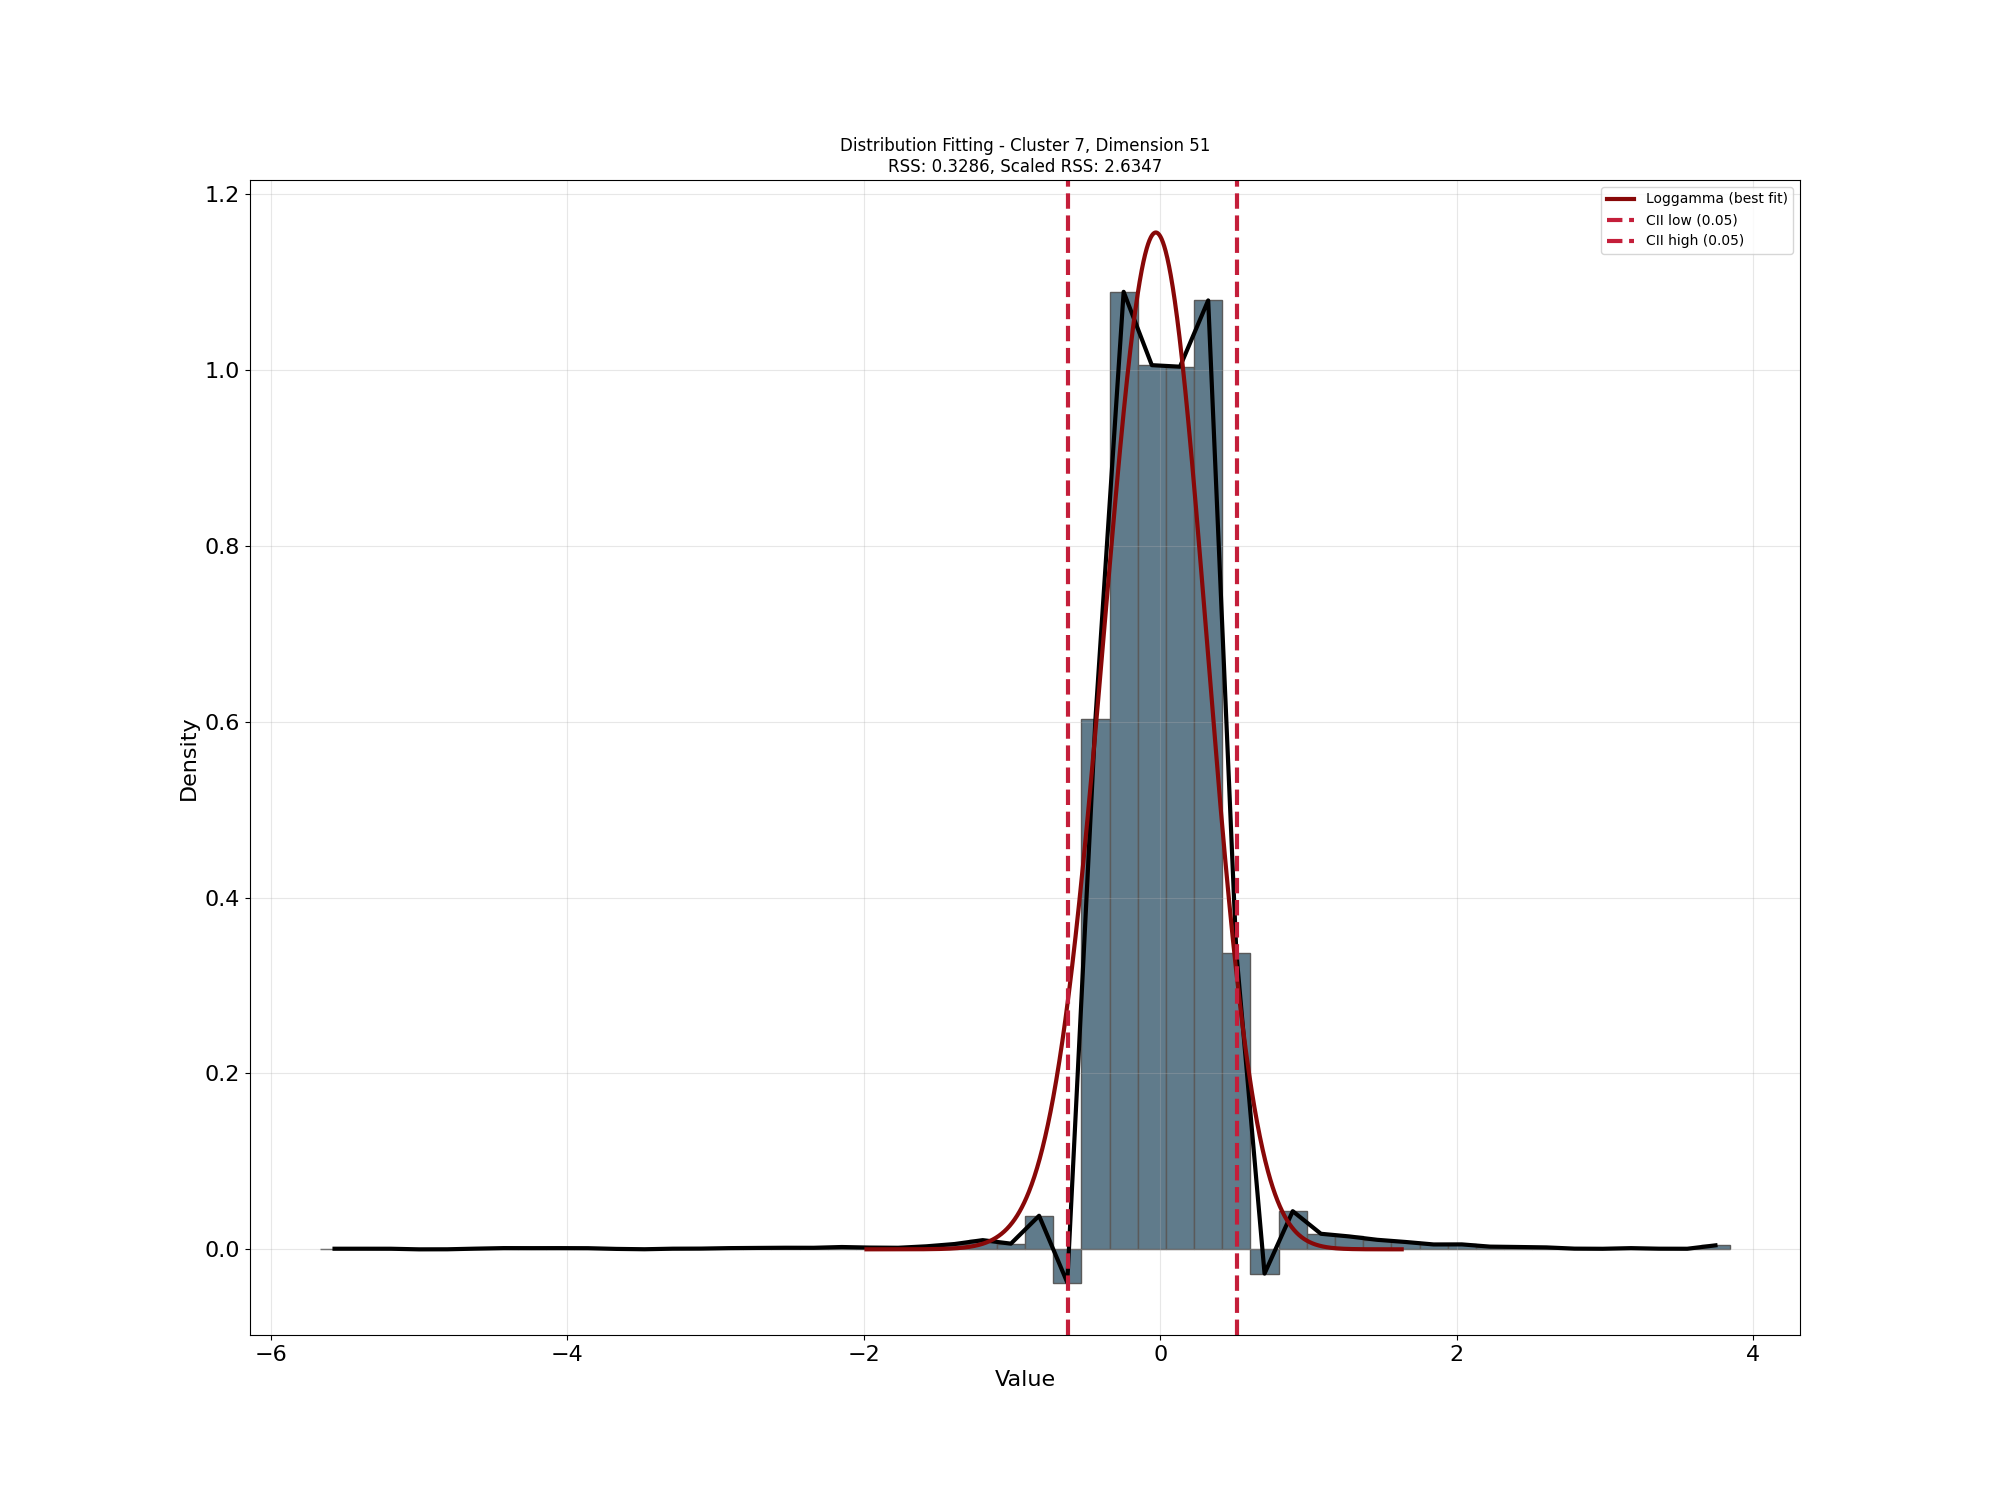 Distribution Fitting - Cluster 7, Dimension 51
RSS: 0.3286, Scaled RSS: 2.6347
Loggamma (best fit)
CII low (0.05)
CII high (0.05)
1.2
1.0
0.8
0.6
0.4
0.2
0.0
Density
−6 −4 −2 0 2 4
Value